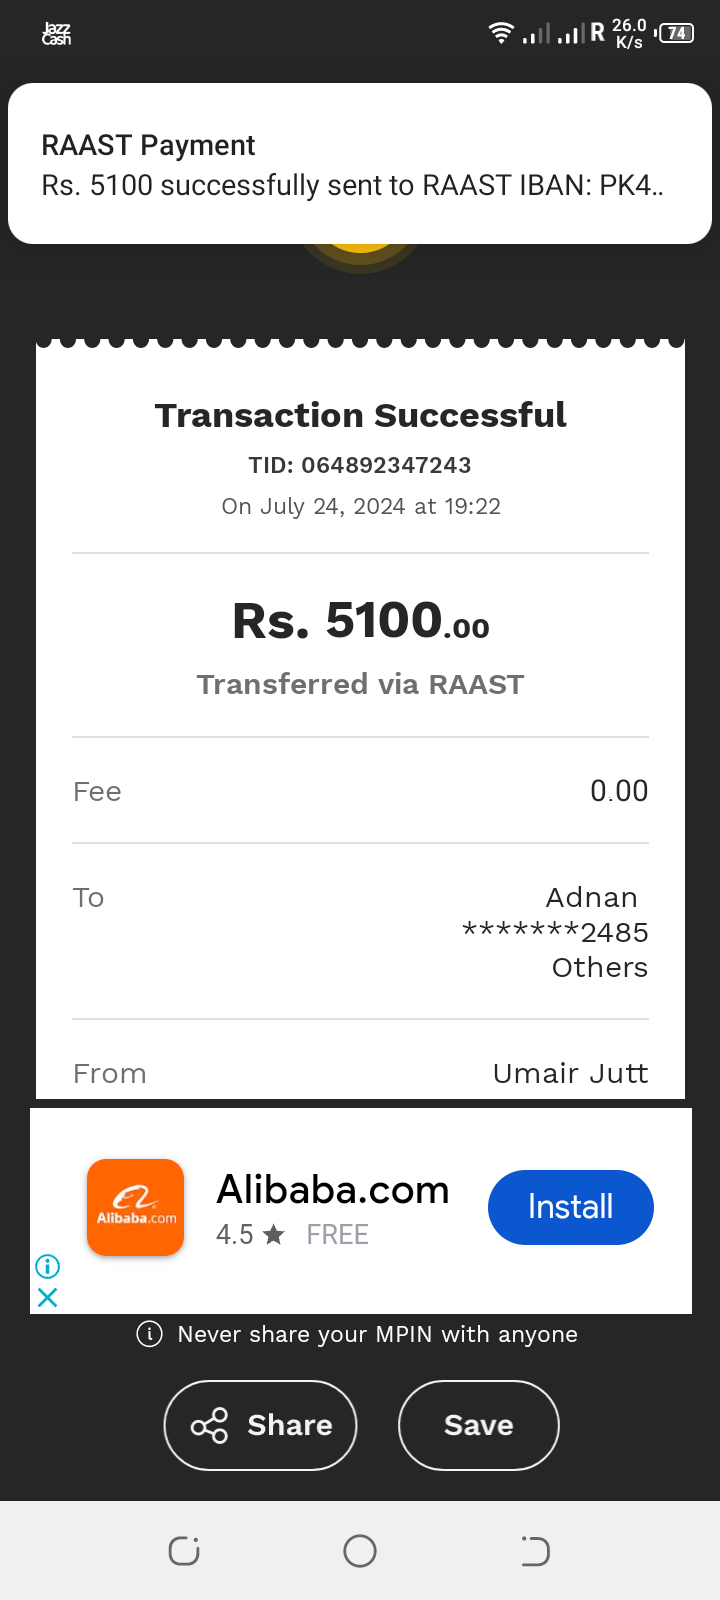 Jazz
Cash
R
26.0
K/s
74
RAAST Payment
Rs. 5100 successfully sent to RAAST IBAN: PK4..
Transaction Successful
TID: 064892347243
On July 24, 2024 at 19:22
Rs. 5100.00
Transferred via RAAST
Fee 0.00
To Adnan
*******2485
Others
From Umair Jutt
Alibaba.com
Alibaba.com
4.5 ★ FREE
Install
Never share your MPIN with anyone
Share Save